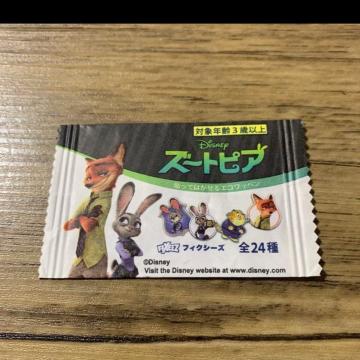 対象年齢3歳以上
Disney
ズートピア
貼ってはがせるエコワッペン
FIXEEZ フィクシーズ 全24種
©Disney
Visit the Disney website at www.disney.com